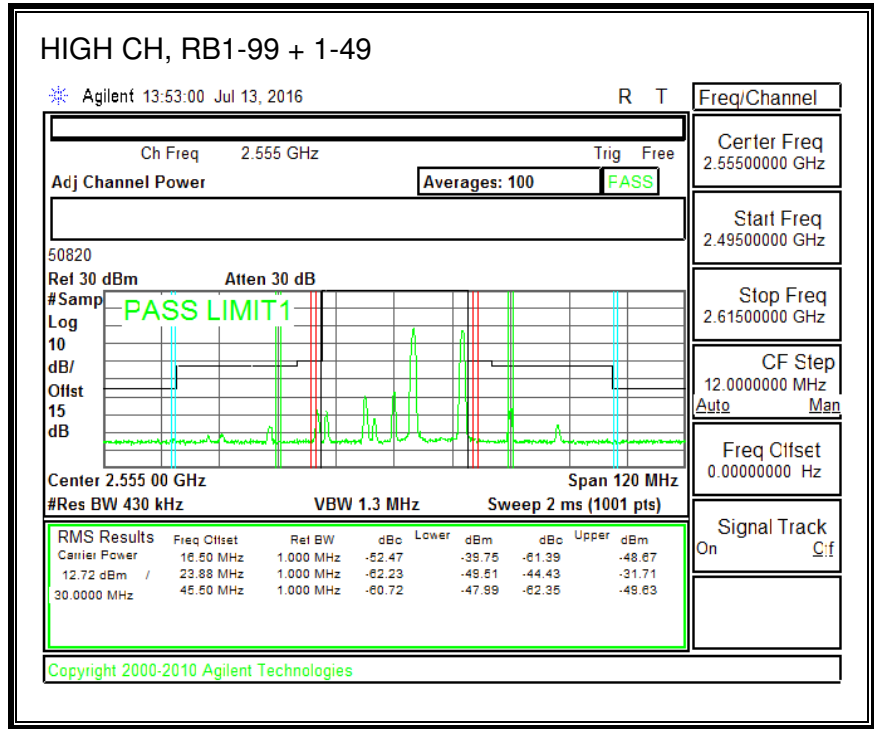 HIGH CH, RB1-99 + 1-49
Agilent 13:53:00 Jul 13, 2016 R T
Freq/Channel
Ch Freq 2.555 GHz Trig Free
Adj Channel Power Averages: 100 PASS
50820
Ref 30 dBm Atten 30 dB
#Samp
Log
10
dB/
Offst
15
dB
PASS LIMIT1
Center 2.555 00 GHz Span 120 MHz
#Res BW 430 kHz VBW 1.3 MHz Sweep 2 ms (1001 pts)
RMS Results Freq Offset Ref BW dBc Lower dBm dBc Upper dBm
Carrier Power 16.50 MHz 1.000 MHz -52.47 -39.75 -61.39 -48.67
12.72 dBm / 23.88 MHz 1.000 MHz -62.23 -49.51 -44.43 -31.71
30.0000 MHz 45.50 MHz 1.000 MHz -60.72 -47.99 -62.35 -49.63
Center Freq
2.55500000 GHz
Start Freq
2.49500000 GHz
Stop Freq
2.61500000 GHz
CF Step
12.0000000 MHz
Auto Man
Freq Offset
0.00000000 Hz
Signal Track
On Off
Copyright 2000-2010 Agilent Technologies